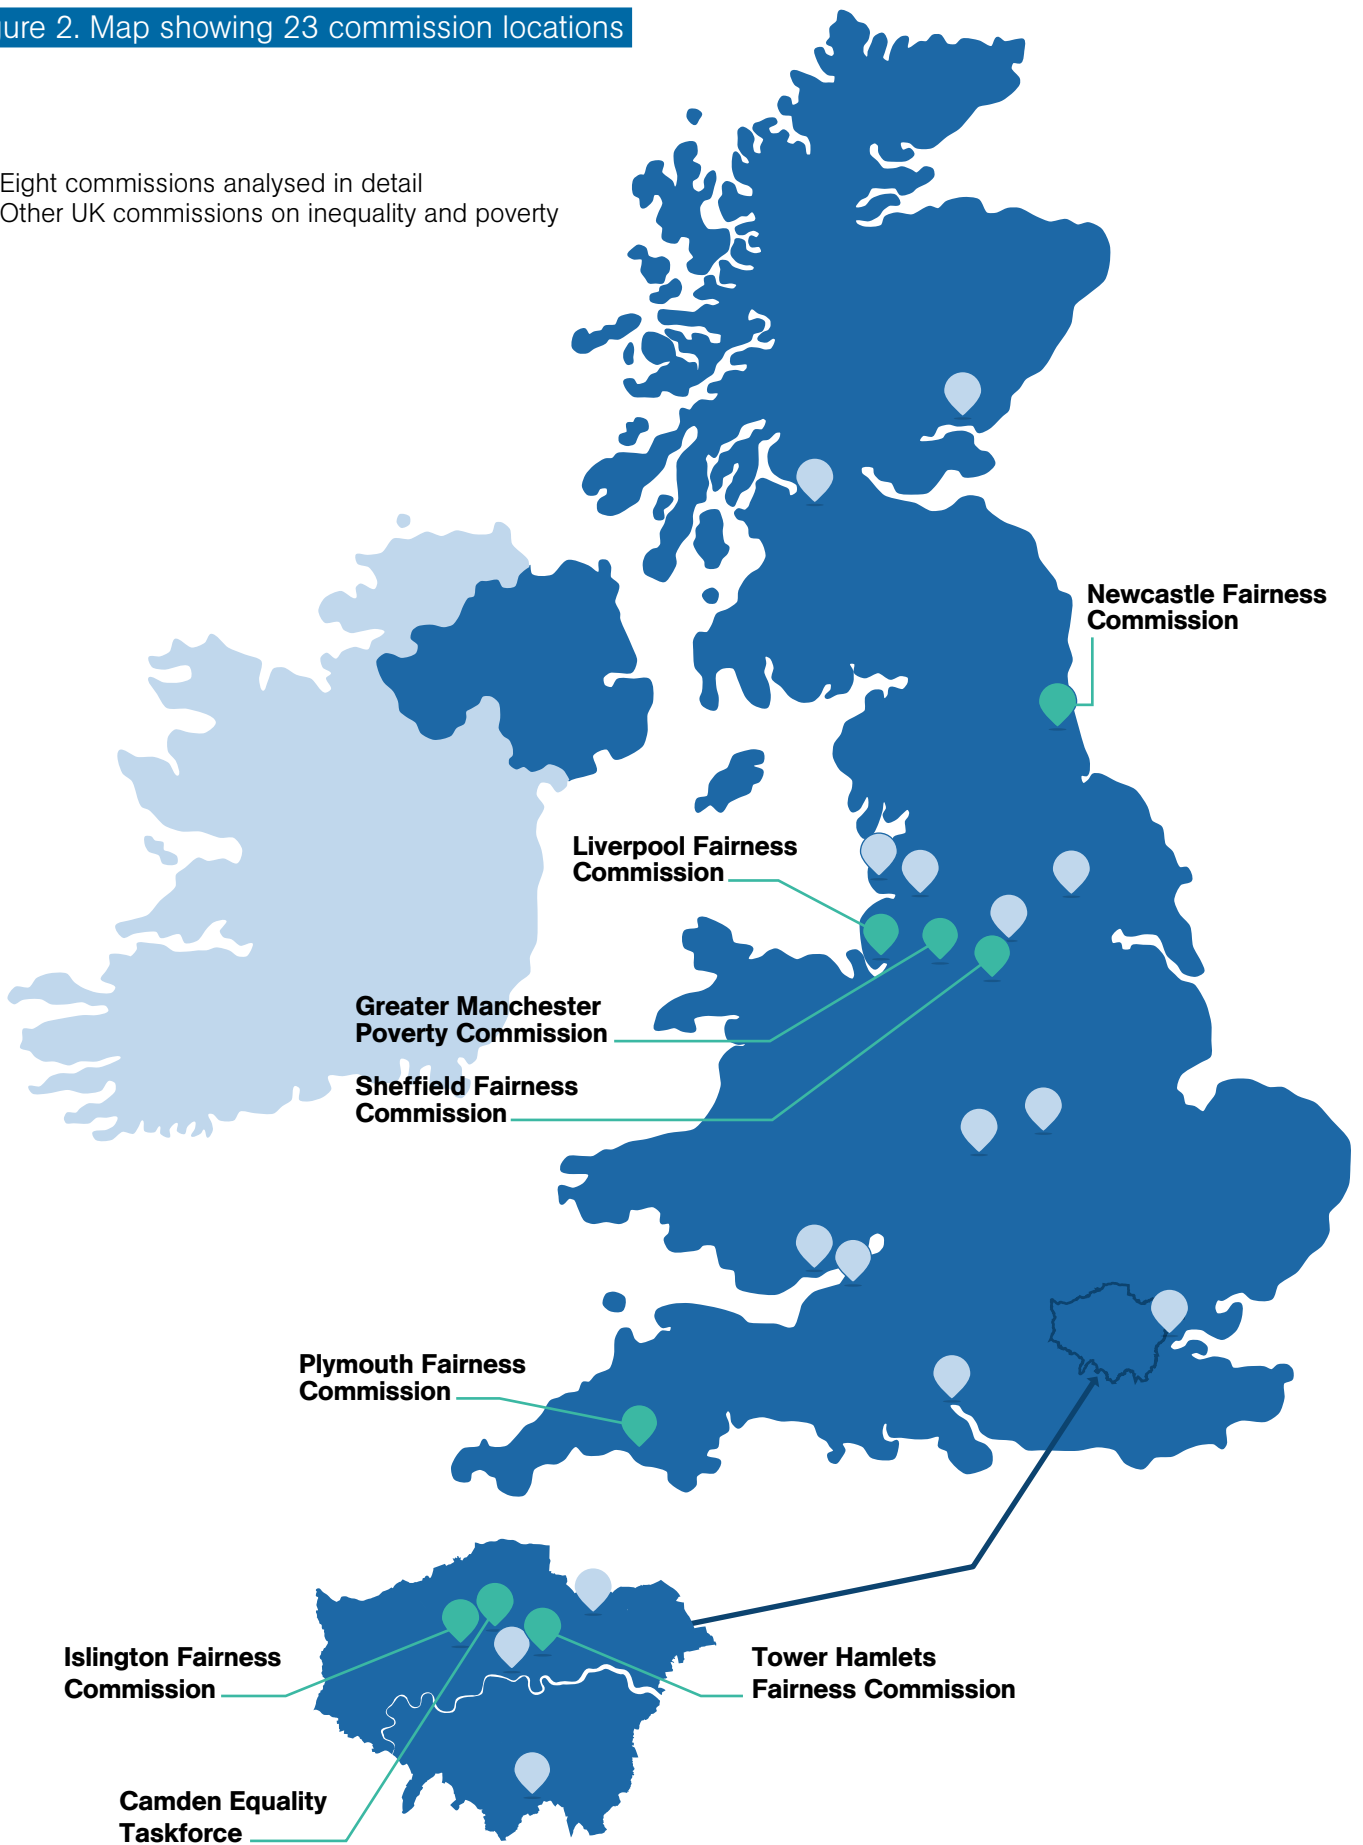 gure 2. Map showing 23 commission locations
Eight commissions analysed in detail
Other UK commissions on inequality and poverty
Newcastle Fairness
Commission
Liverpool Fairness
Commission
Greater Manchester
Poverty Commission
Sheffield Fairness
Commission
Plymouth Fairness
Commission
Islington Fairness
Commission
Tower Hamlets
Fairness Commission
Camden Equality
Taskforce